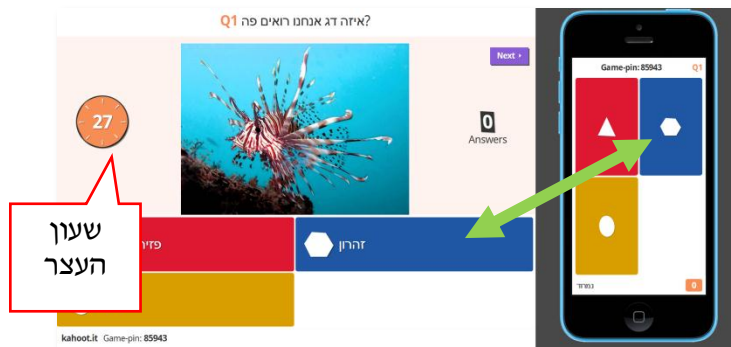 Q1 איזה דג אנחנו רואים פה?
Next
27
0
Answers
שעון
העצר
זהרון
kahoot.it Game-pin: 85943
Game-pin: 85943 Q1
נמרוד 0